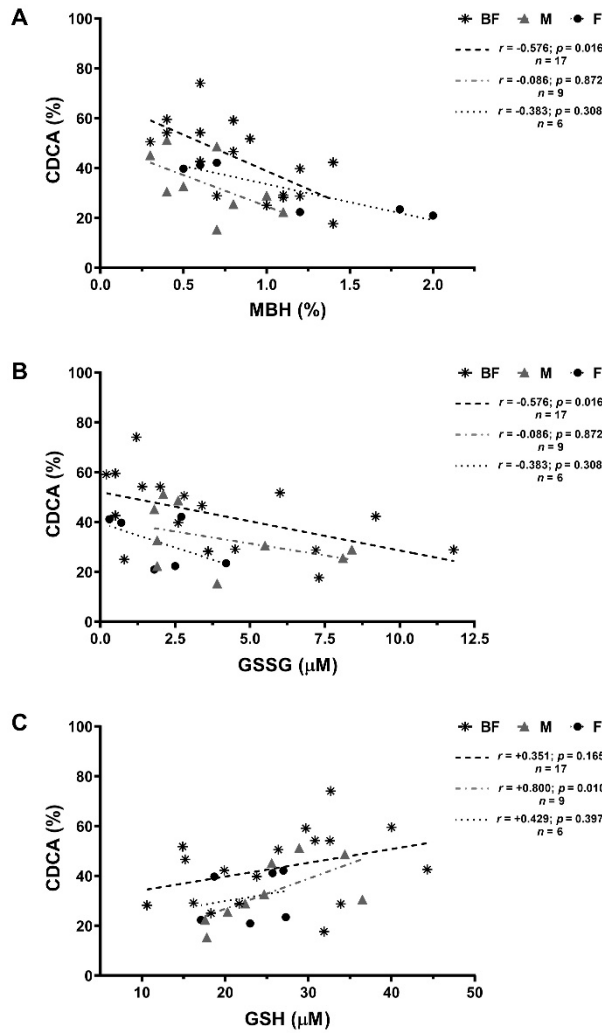 A
BF M F
r = -0.576; p = 0.016
n = 17
r = -0.086; p = 0.872
n = 9
r = -0.383; p = 0.308
n = 6
CDCA (%)
100
80
60
40
20
0
0.0 0.5 1.0 1.5 2.0
MBH (%)
B
BF M F
r = -0.576; p = 0.016
n = 17
r = -0.086; p = 0.872
n = 9
r = -0.383; p = 0.308
n = 6
CDCA (%)
100
80
60
40
20
0
0.0 2.5 5.0 7.5 10.0 12.5
GSSG (μM)
C
BF M F
r = +0.351; p = 0.165
n = 17
r = +0.800; p = 0.010
n = 9
r = +0.429; p = 0.397
n = 6
CDCA (%)
100
80
60
40
20
0
10 20 30 40 50
GSH (μM)